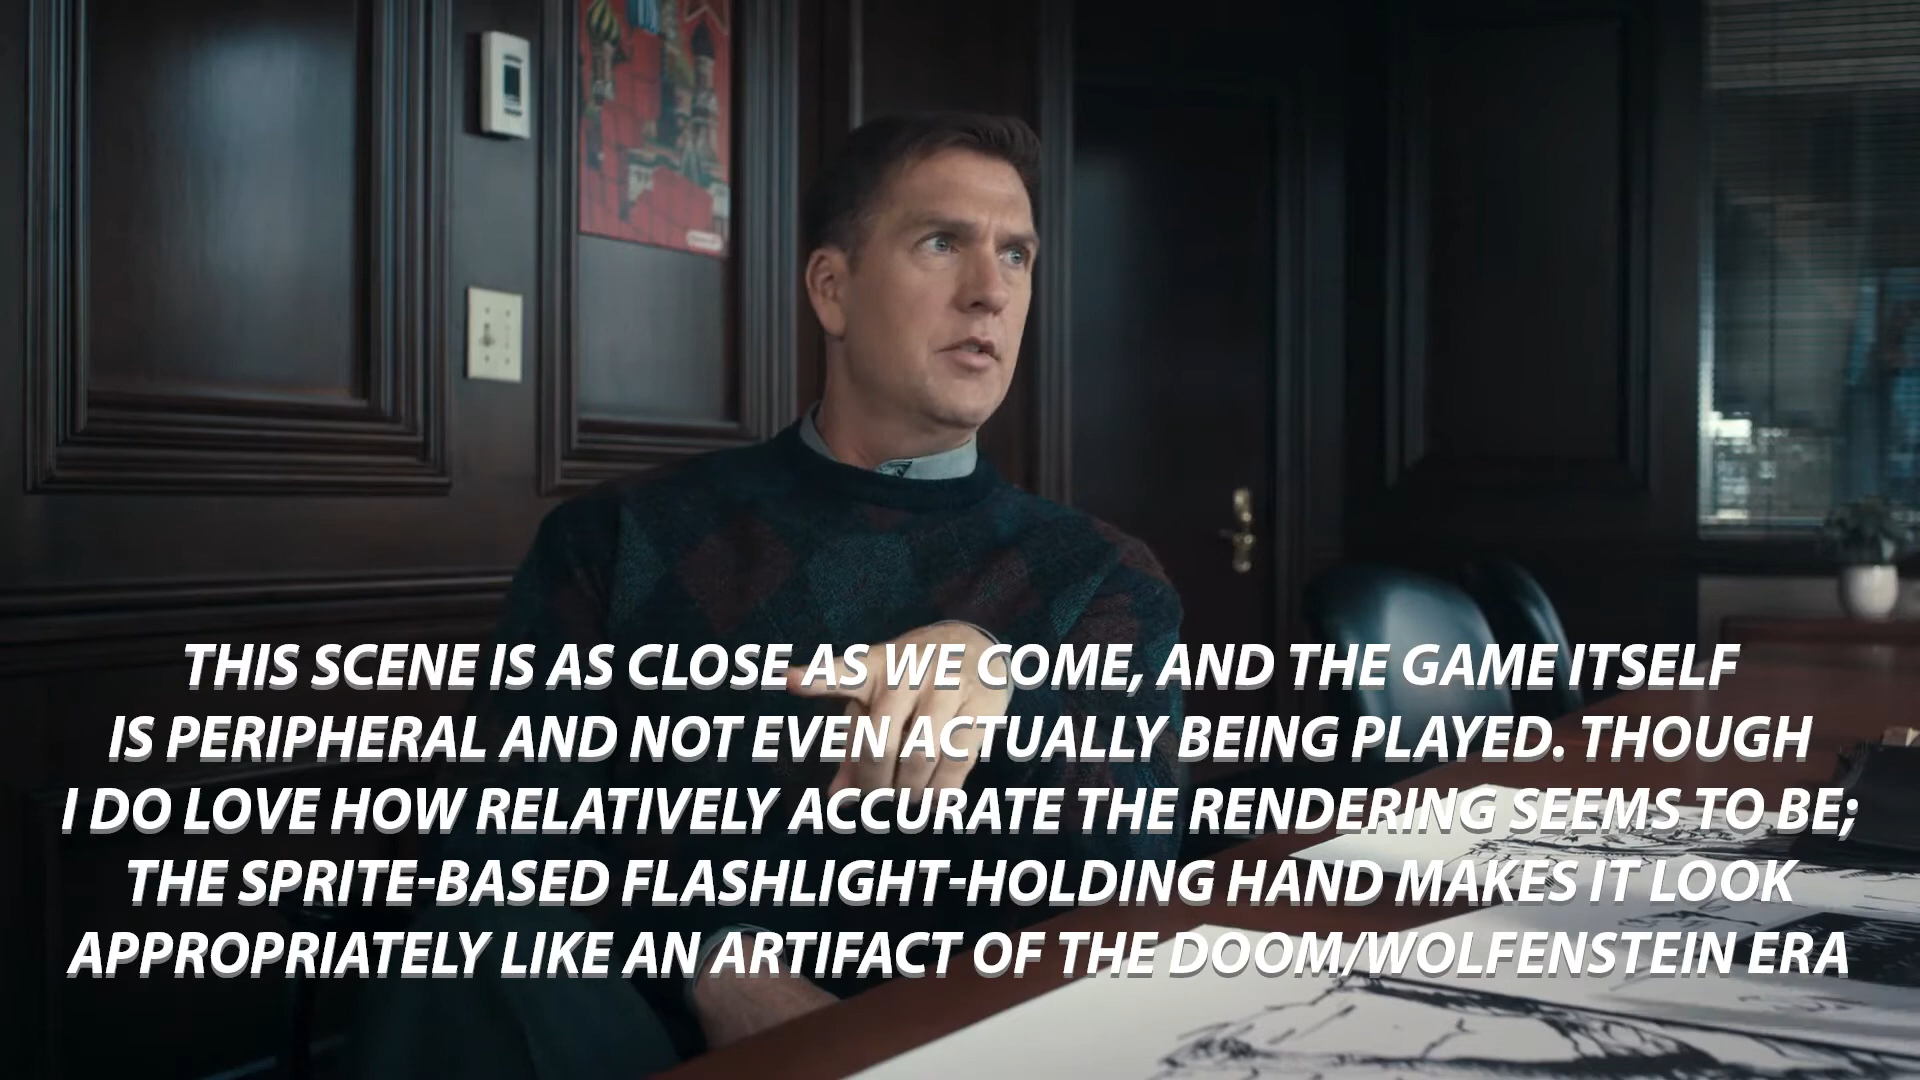 THIS SCENE IS AS CLOSE AS WE COME, AND THE GAME ITSELF
IS PERIPHERAL AND NOT EVEN ACTUALLY BEING PLAYED. THOUGH
I DO LOVE HOW RELATIVELY ACCURATE THE RENDERING SEEMS TO BE;
THE SPRITE-BASED FLASHLIGHT-HOLDING HAND MAKES IT LOOK
APPROPRIATELY LIKE AN ARTIFACT OF THE DOOM/WOLFENSTEIN ERA